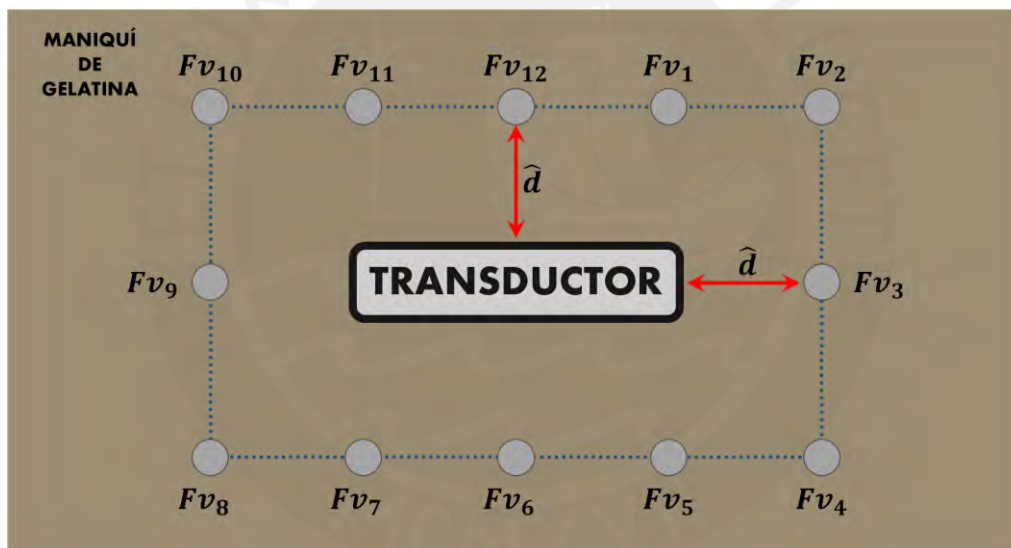 MANIQUÍ
DE
GELATINA
Fv₁₀ Fv₁₁ Fv₁₂ Fv₁ Fv₂
d̂
TRANSDUCTOR
d̂
Fv₉ Fv₃
Fv₈ Fv₇ Fv₆ Fv₅ Fv₄